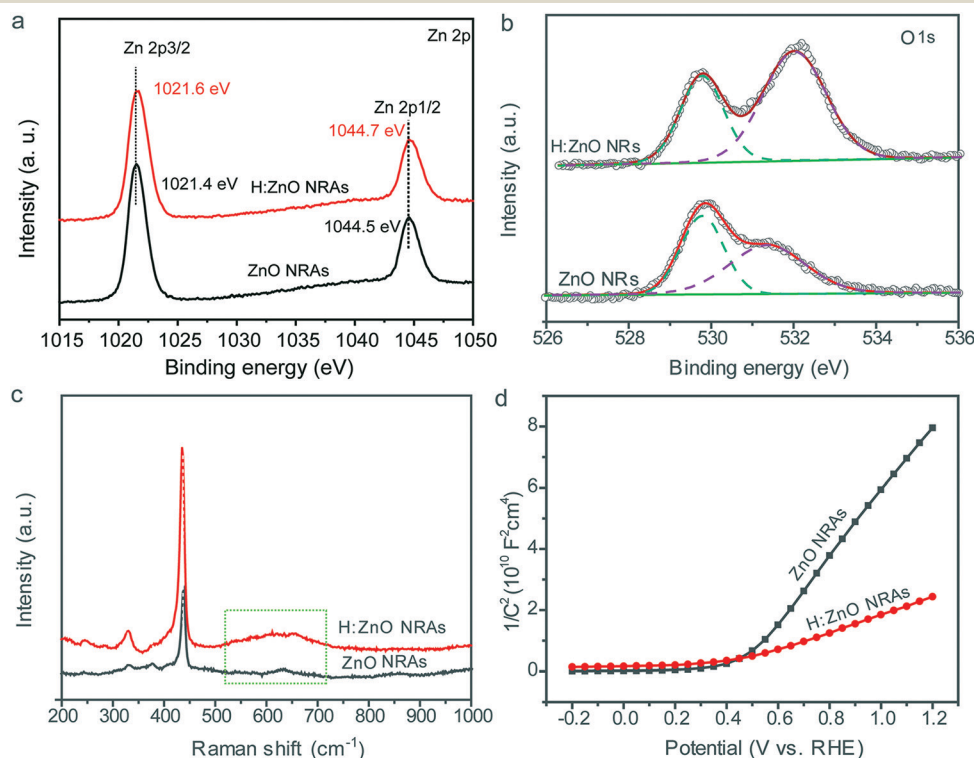 a
Zn 2p3/2
Zn 2p
1021.6 eV
Zn 2p1/2
1044.7 eV
H:ZnO NRAs
1021.4 eV
1044.5 eV
ZnO NRAs
Intensity (a. u.)
1015 1020 1025 1030 1035 1040 1045 1050
Binding energy (eV)
b
O 1s
H:ZnO NRs
ZnO NRs
Intensity (a. u.)
526 528 530 532 534 536
Binding energy (eV)
c
H:ZnO NRAs
ZnO NRAs
Intensity (a.u.)
200 300 400 500 600 700 800 900 1000
Raman shift (cm⁻¹)
d
8
6
4
2
0
1/C² (10¹⁰ F⁻²cm⁴)
ZnO NRAs
H:ZnO NRAs
-0.2 0.0 0.2 0.4 0.6 0.8 1.0 1.2
Potential (V vs. RHE)